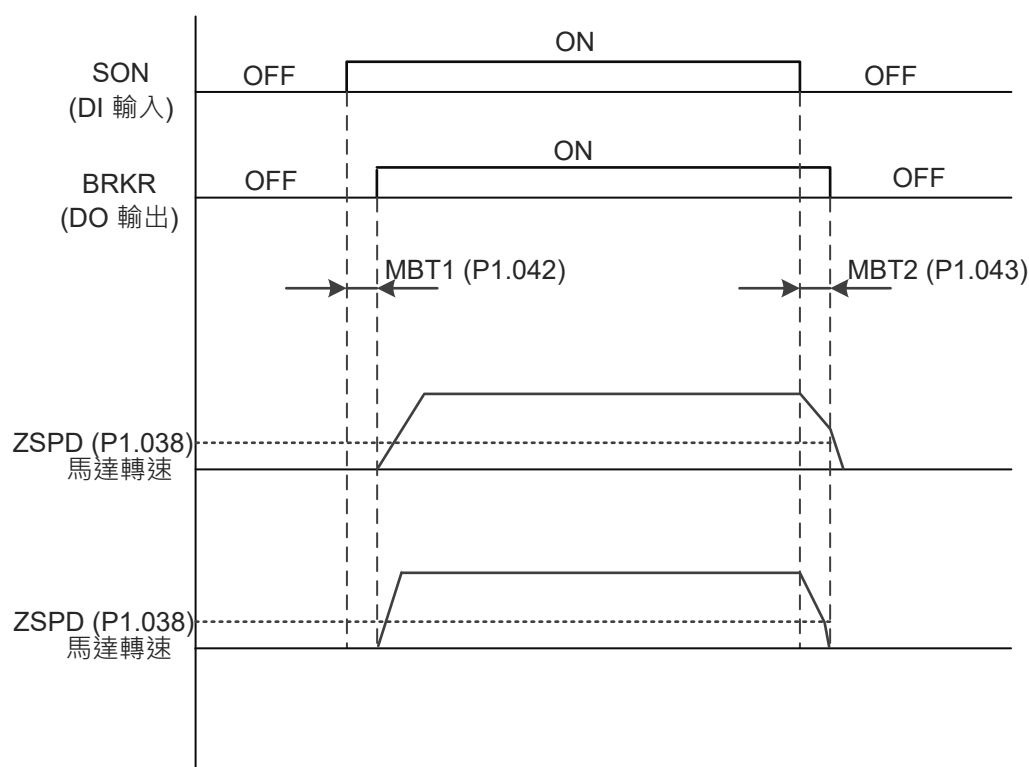 ON
SON
OFF
OFF
(DI 輸入)
ON
BRKR
OFF
OFF
(DO 輸出)
MBT1 (P1.042)
MBT2 (P1.043)
ZSPD (P1.038)
馬達轉速
ZSPD (P1.038)
馬達轉速